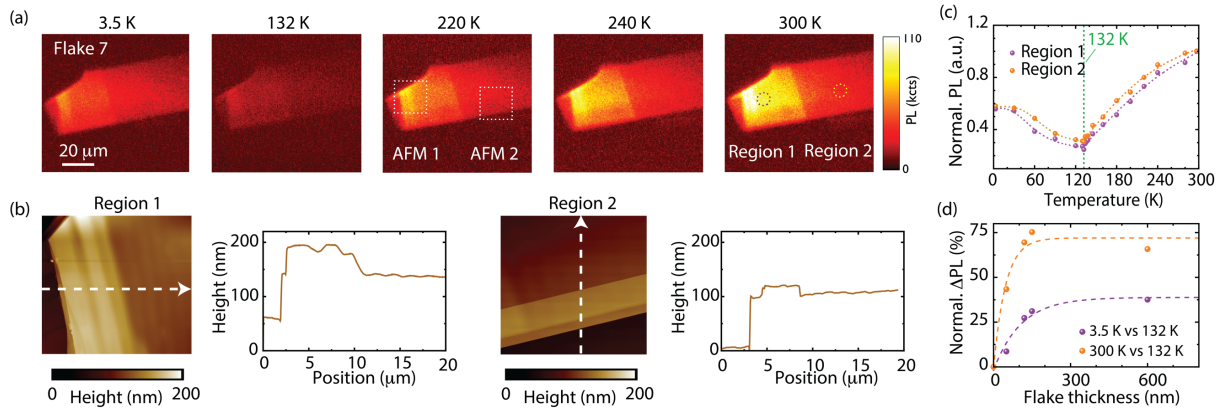 (a)
3.5 K
132 K
220 K
240 K
300 K
Flake 7
20 μm
AFM 1
AFM 2
Region 1
Region 2
110
0
PL (kcts)
(b)
Region 1
0
200
Height (nm)
Height (nm)
0
100
200
0
5
10
15
20
Position (μm)
Region 2
0
200
Height (nm)
Height (nm)
0
100
200
0
5
10
15
20
Position (μm)
(c)
Normal. PL (a.u.)
1.2
0.8
0.4
132 K
Region 1
Region 2
0
60
120
180
240
300
Temperature (K)
(d)
Normal. ΔPL (%)
75
50
25
0
3.5 K vs 132 K
300 K vs 132 K
0
300
600
Flake thickness (nm)